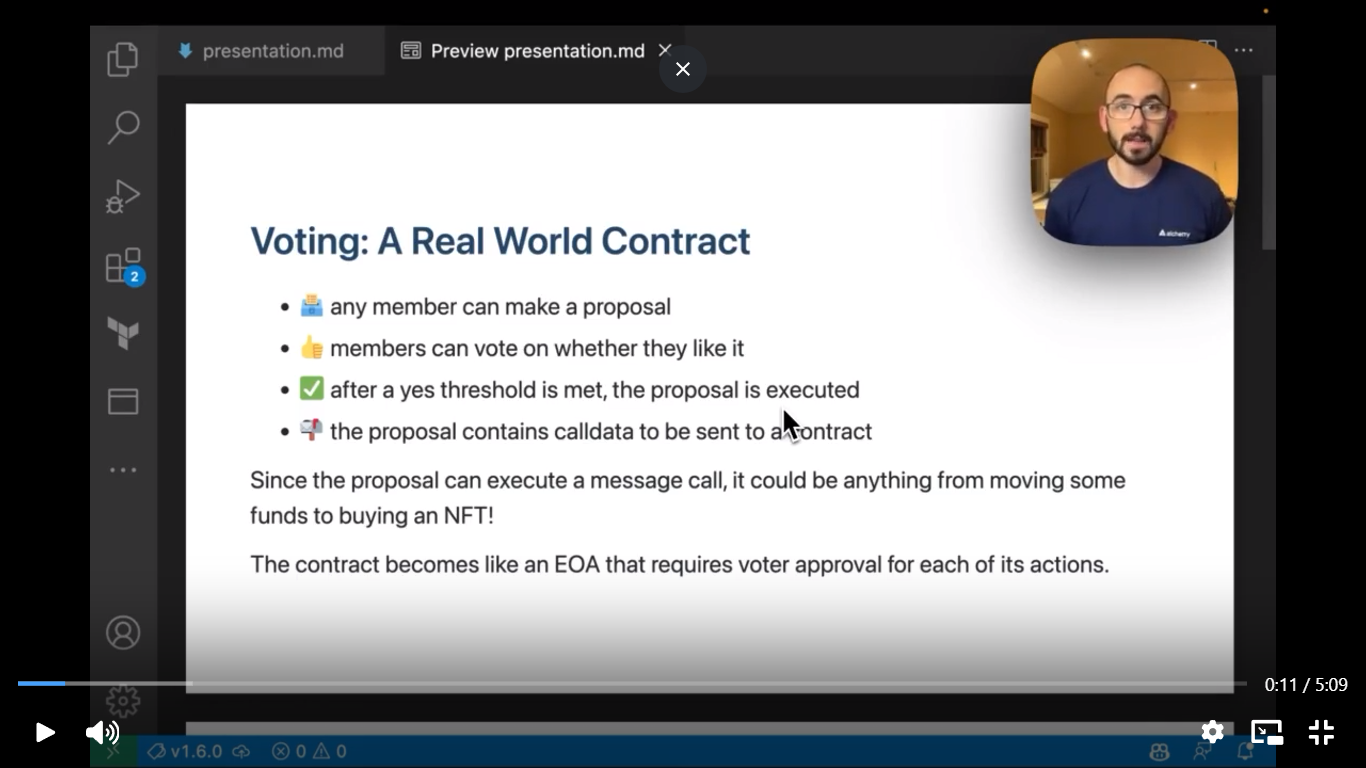 presentation.md
Preview presentation.md
Voting: A Real World Contract
any member can make a proposal
members can vote on whether they like it
after a yes threshold is met, the proposal is executed
the proposal contains calldata to be sent to a contract
Since the proposal can execute a message call, it could be anything from moving some
funds to buying an NFT!
The contract becomes like an EOA that requires voter approval for each of its actions.
alchemy
2
0:11 / 5:09
v1.6.0
0
0